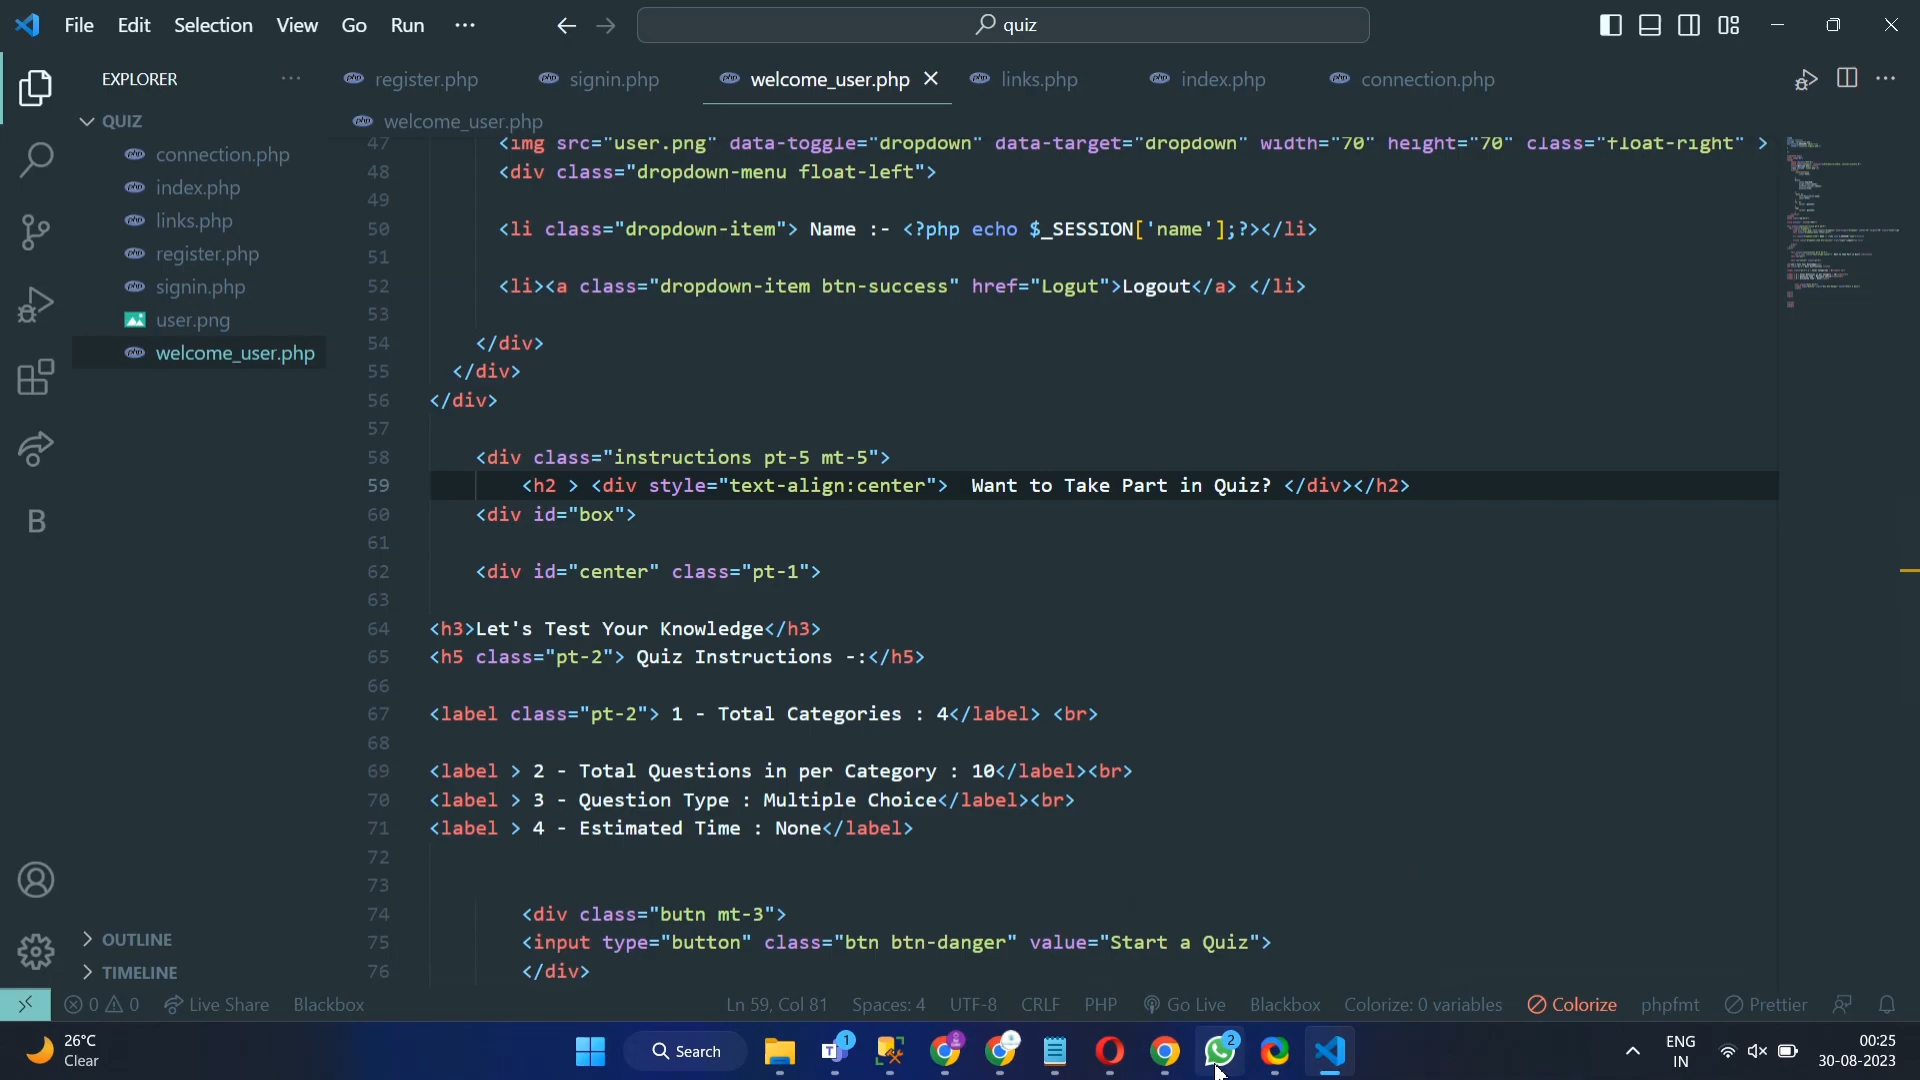 File Edit Selection View Go Run ··· quiz
EXPLORER ···
register.php signin.php welcome_user.php links.php index.php connection.php
QUIZ
connection.php
index.php
links.php
register.php
signin.php
user.png
welcome_user.php
OUTLINE
TIMELINE
welcome_user.php
47 <img src="user.png" data-toggle="dropdown" data-target="dropdown" width="70" height="70" class="float-right" >
48 <div class="dropdown-menu float-left">
49
50 <li class="dropdown-item"> Name :- <?php echo $_SESSION['name'];?></li>
51
52 <li><a class="dropdown-item btn-success" href="Logut">Logout</a> </li>
53
54 </div>
55 </div>
56 </div>
57
58 <div class="instructions pt-5 mt-5">
59 <h2 > <div style="text-align:center">  Want to Take Part in Quiz? </div></h2>
60 <div id="box">
61
62 <div id="center" class="pt-1">
63
64 <h3>Let's Test Your Knowledge</h3>
65 <h5 class="pt-2"> Quiz Instructions -:</h5>
66
67 <label class="pt-2"> 1 - Total Categories : 4</label> <br>
68
69 <label > 2 - Total Questions in per Category : 10</label><br>
70 <label > 3 - Question Type : Multiple Choice</label><br>
71 <label > 4 - Estimated Time : None</label>
72
73
74 <div class="butn mt-3">
75 <input type="button" class="btn btn-danger" value="Start a Quiz">
76 </div>
B
0 0 Live Share Blackbox Ln 59, Col 81 Spaces: 4 UTF-8 CRLF PHP Go Live Blackbox Colorize: 0 variables Colorize phpfmt Prettier
26°C
Clear
Search
1
2
ENG
IN
00:25
30-08-2023